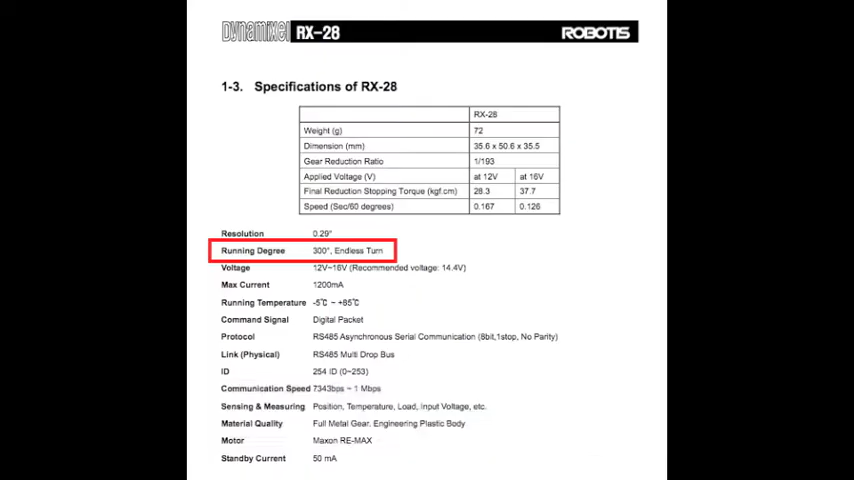 Dynamixel RX-28 ROBOTIS
1-3. Specifications of RX-28
RX-28
Weight (g) 72
Dimension (mm) 35.6 x 50.6 x 35.5
Gear Reduction Ratio 1/193
Applied Voltage (V) at 12V at 16V
Final Reduction Stopping Torque (kgf.cm) 28.3 37.7
Speed (Sec/60 degrees) 0.167 0.126
Resolution 0.29°
Running Degree 300°, Endless Turn
Voltage 12V~16V (Recommended voltage: 14.4V)
Max Current 1200mA
Running Temperature -5℃ ~ +85℃
Command Signal Digital Packet
Protocol RS485 Asynchronous Serial Communication (8bit,1stop, No Parity)
Link (Physical) RS485 Multi Drop Bus
ID 254 ID (0~253)
Communication Speed 7343bps ~ 1 Mbps
Sensing & Measuring Position, Temperature, Load, Input Voltage, etc.
Material Quality Full Metal Gear, Engineering Plastic Body
Motor Maxon RE-MAX
Standby Current 50 mA